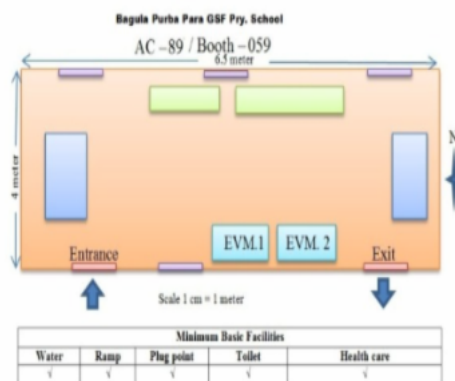 Bagula Purba Para GSF Pry. School
AC -89 / Booth -059
6.5 meter
4 meter
N
EVM.1 EVM. 2
Entrance Exit
Scale 1 cm = 1 meter
Minimum Basic Facilities
Water Ramp Plug point Toilet Health care
√ √ √ √ √